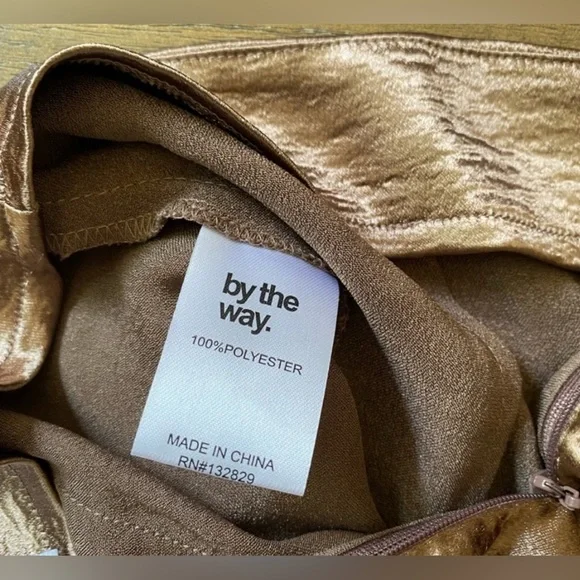 by the
way.
100%POLYESTER
MADE IN CHINA
RN#132829